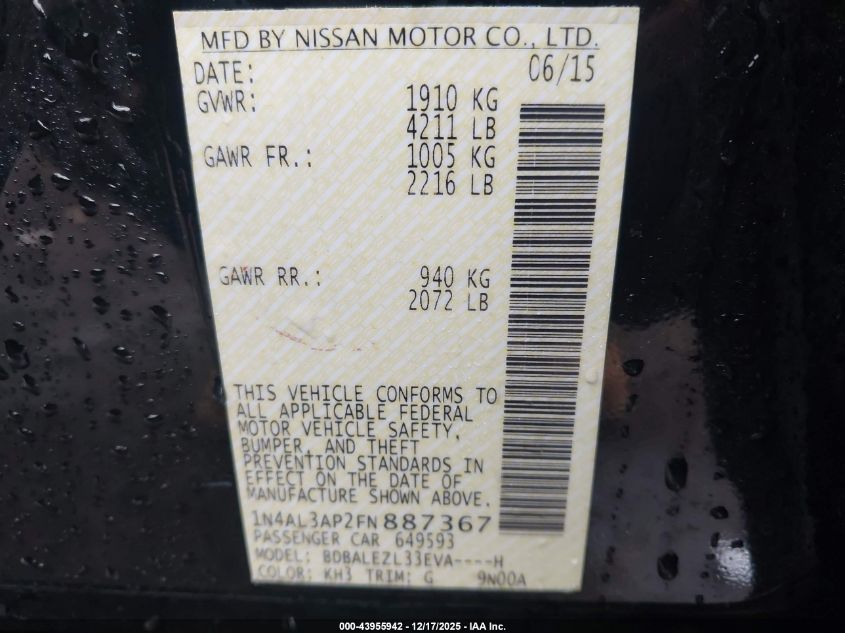 MFD BY NISSAN MOTOR CO., LTD.
DATE: 06/15
GVWR: 1910 KG
4211 LB
GAWR FR.: 1005 KG
2216 LB
GAWR RR.: 940 KG
2072 LB
THIS VEHICLE CONFORMS TO
ALL APPLICABLE FEDERAL
MOTOR VEHICLE SAFETY,
BUMPER, AND THEFT
PREVENTION STANDARDS IN
EFFECT ON THE DATE OF
MANUFACTURE SHOWN ABOVE.
1N4AL3AP2FN887367
PASSENGER CAR 649593
MODEL: BDBALEZL33EVA----H
COLOR: KH3 TRIM: G 9N00A
000-43955942 - 12/17/2025 - IAA Inc.